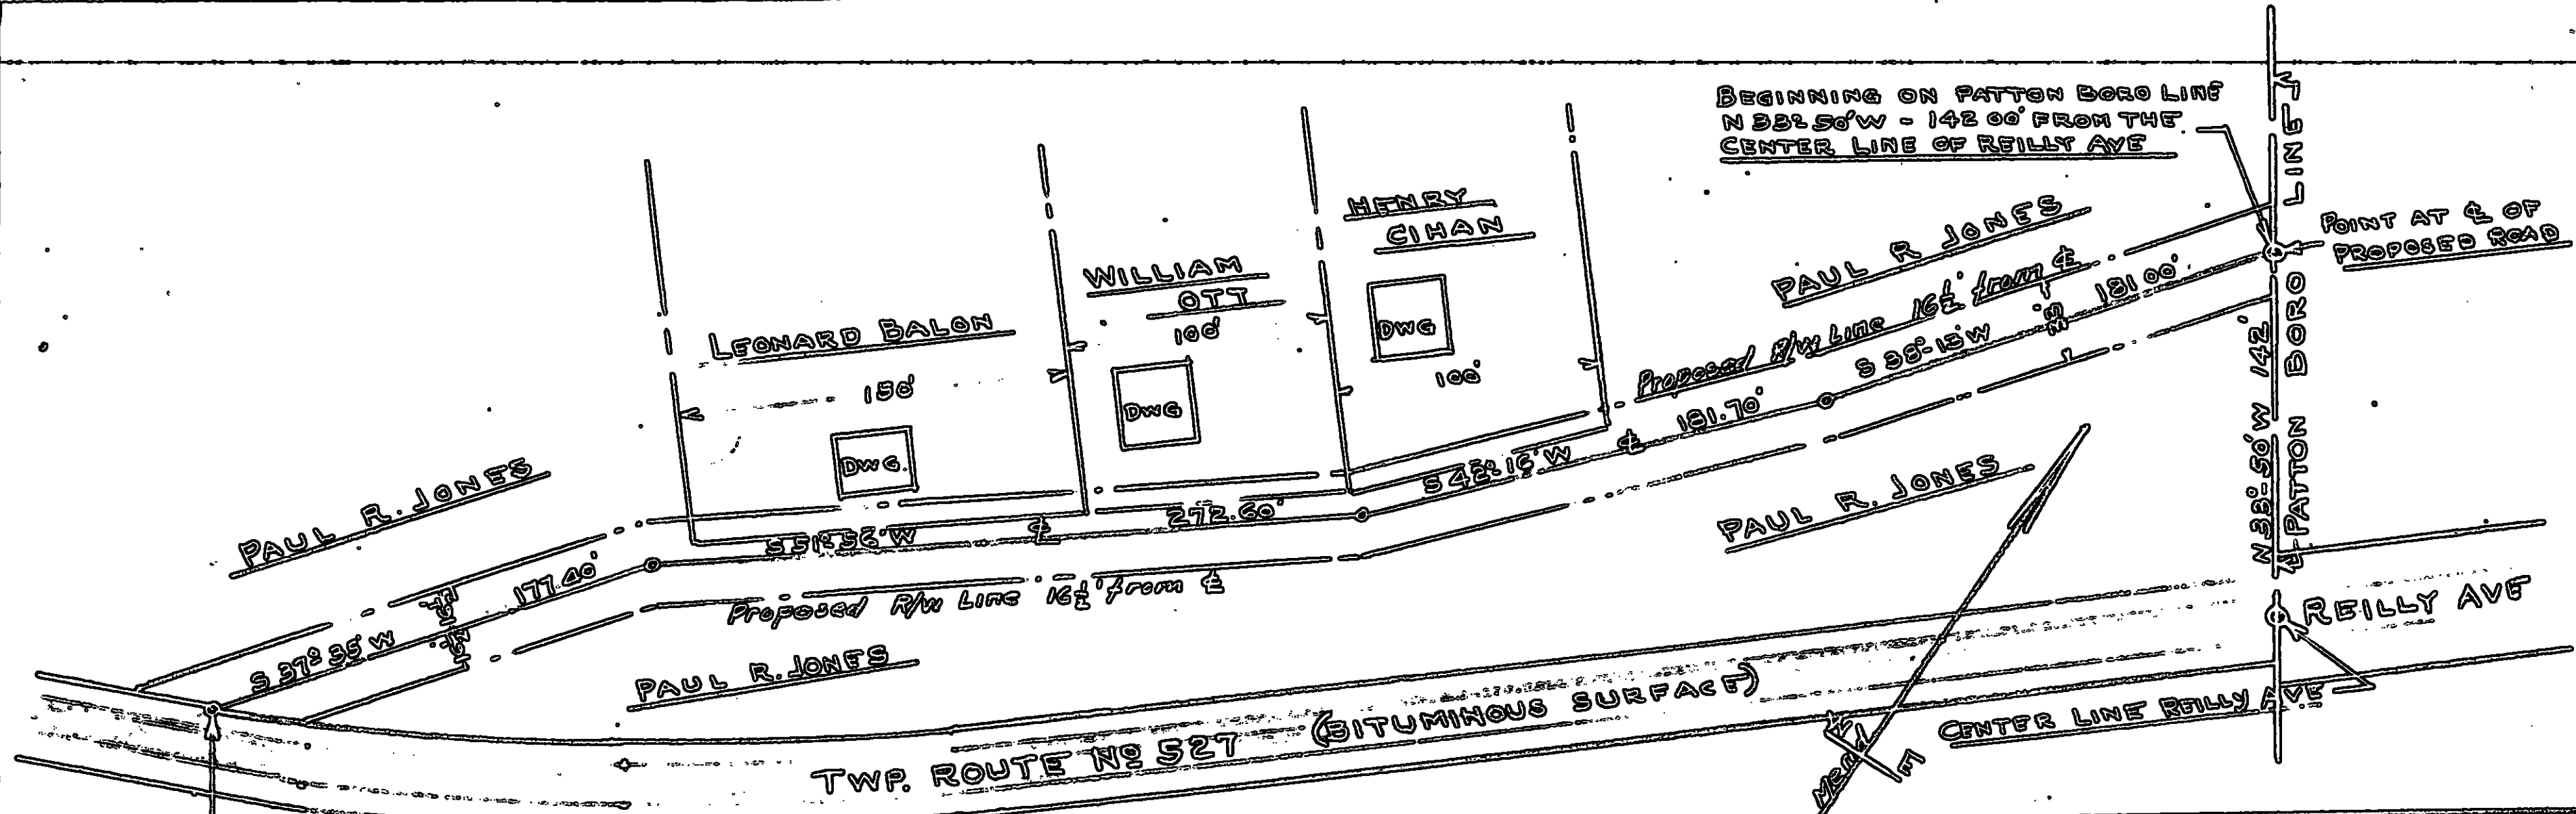 BEGINNING ON PATTON BORO LINE
N 33° 50' W - 142 00' FROM THE
CENTER LINE OF REILLY AVE
PATTON BORO LINE
POINT AT ℄ OF
PROPOSED ROAD
N 33°-50' W 142'
HENRY
CIHAN
DWG
100'
WILLIAM
OTT
100'
DWG
LEONARD BALON
150'
DWG.
PAUL R JONES
Proposed R/W Line 16½' from ℄
S 38°-13' W
181 00'
33'
S 42° 16' W ℄ 181.70'
PAUL R. JONES
PAUL R. JONES
S 51° 56' W ℄ 272.60'
Proposed R/W Line 16½' from ℄
S 37° 35' W
177.40'
PAUL R. JONES
REILLY AVE
CENTER LINE REILLY AVE
TWP. ROUTE Nº 527 (BITUMINOUS SURFACE)
E